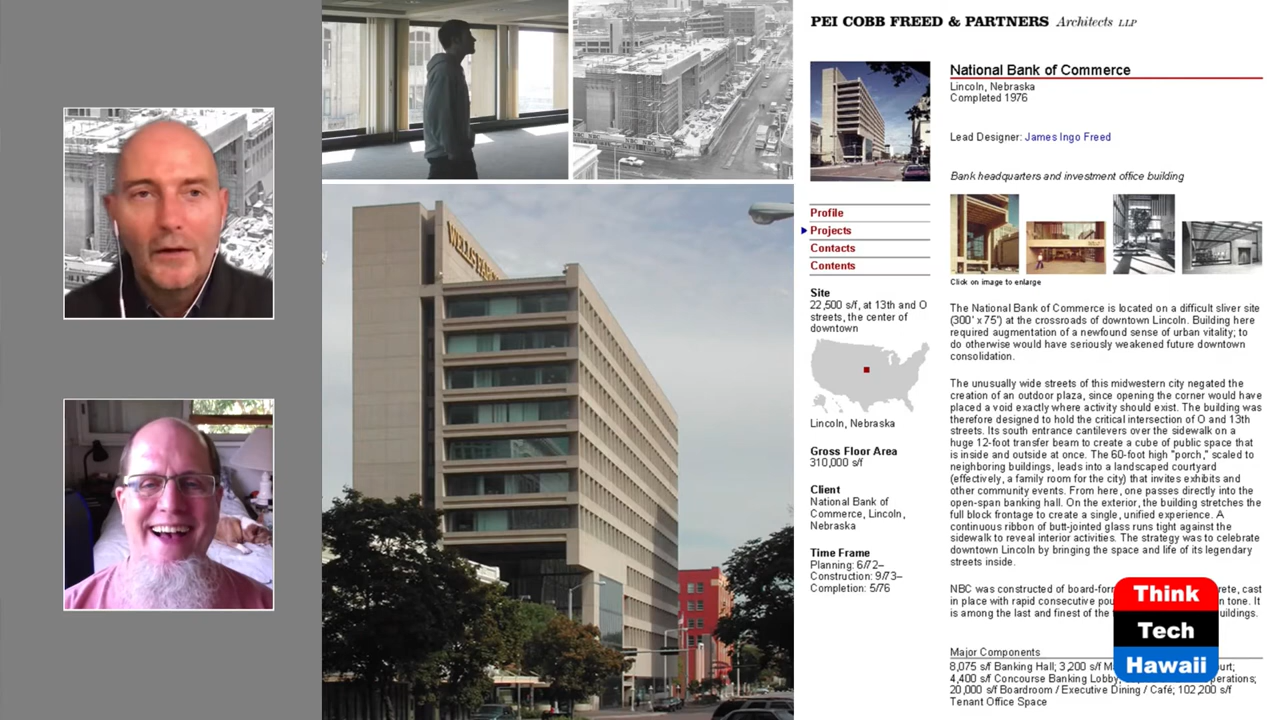 WELLS FARGO
PEI COBB FREED & PARTNERS Architects LLP
National Bank of Commerce
Lincoln, Nebraska
Completed 1976
Lead Designer: James Ingo Freed
Bank headquarters and investment office building
Profile
Projects
Contacts
Contents
Click on image to enlarge
Site
22,500 s/f, at 13th and O
streets, the center of
downtown
Lincoln, Nebraska
Gross Floor Area
310,000 s/f
Client
National Bank of
Commerce, Lincoln,
Nebraska
Time Frame
Planning: 6/72–
Construction: 9/73–
Completion: 5/76
The National Bank of Commerce is located on a difficult sliver site
(300' x 75') at the crossroads of downtown Lincoln. Building here
required augmentation of a newfound sense of urban vitality; to
do otherwise would have seriously weakened future downtown
consolidation.
The unusually wide streets of this midwestern city negated the
creation of an outdoor plaza, since opening the corner would have
placed a void exactly where activity should exist. The building was
therefore designed to hold the critical intersection of O and 13th
streets. Its south entrance cantilevers over the sidewalk on a
huge 12-foot transfer beam to create a cube of public space that
is inside and outside at once. The 60-foot high "porch," scaled to
neighboring buildings, leads into a landscaped courtyard
(effectively, a family room for the city) that invites exhibits and
other community events. From here, one passes directly into the
open-span banking hall. On the exterior, the building stretches the
full block frontage to create a single, unified experience. A
continuous ribbon of butt-jointed glass runs tight against the
sidewalk to reveal interior activities. The strategy was to celebrate
downtown Lincoln by bringing the space and life of its legendary
streets inside.
NBC was constructed of board-for rete, cast
in place with rapid consecutive po n tone. It
is among the last and finest of the uildings.
Major Components
8,075 s/f Banking Hall; 3,200 s/f M urt;
4,400 s/f Concourse Banking Lobby perations;
20,000 s/f Boardroom / Executive Dining / Café; 102,200 s/f
Tenant Office Space
Think
Tech
Hawaii